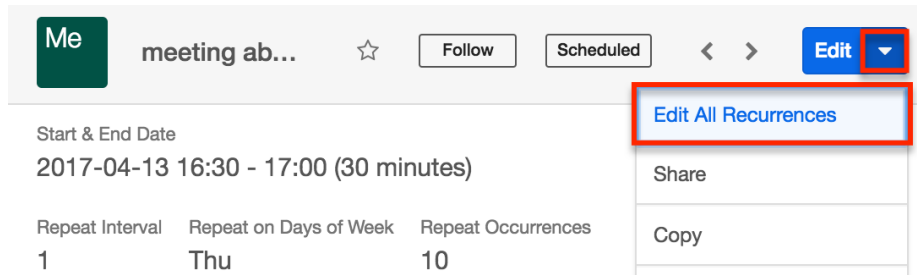 Me
meeting ab...
Follow
Scheduled
Edit
Edit All Recurrences
Start & End Date
2017-04-13 16:30 - 17:00 (30 minutes)
Share
Repeat Interval Repeat on Days of Week Repeat Occurrences
1 Thu 10
Copy